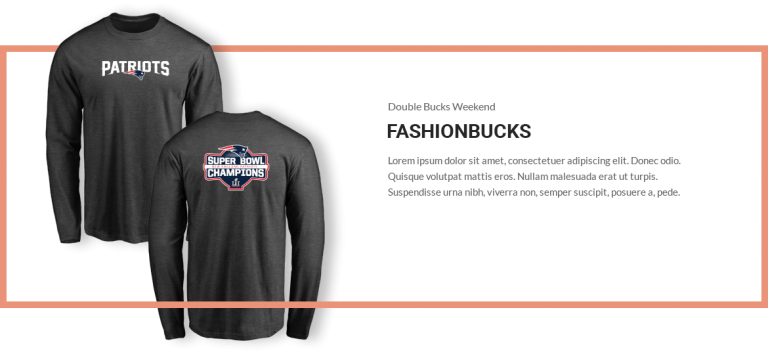 PATRIOTS
SUPER BOWL
CHAMPIONS
LI
Double Bucks Weekend
FASHIONBUCKS
Lorem ipsum dolor sit amet, consectetuer adipiscing elit. Donec odio.
Quisque volutpat mattis eros. Nullam malesuada erat ut turpis.
Suspendisse urna nibh, viverra non, semper suscipit, posuere a, pede.